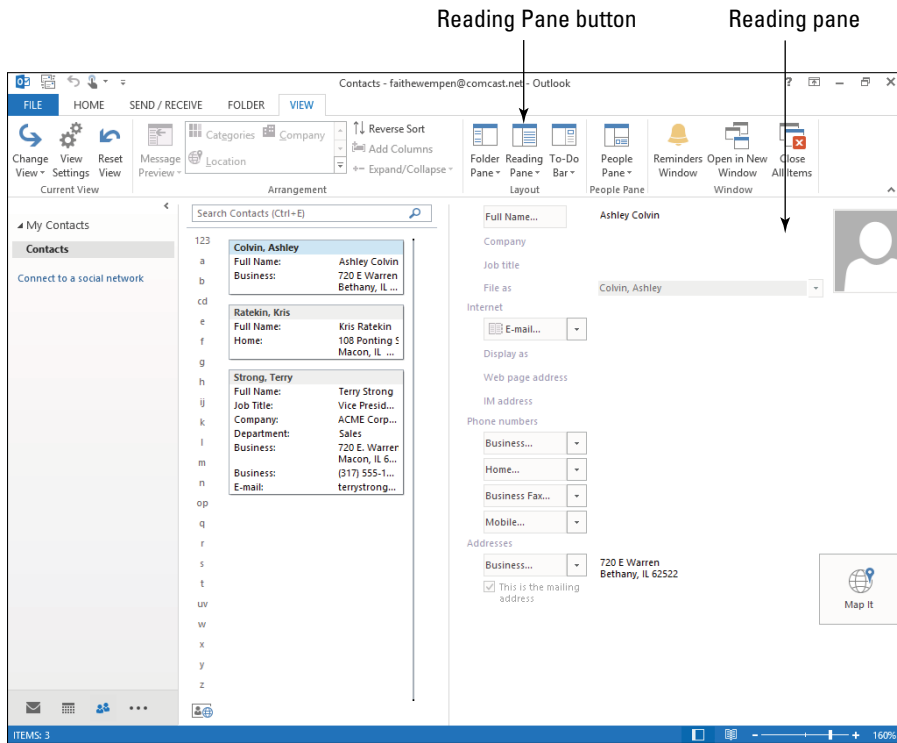 Reading Pane button
Reading pane
Contacts - faithewempen@comcast.net - Outlook
?
FILE HOME SEND / RECEIVE FOLDER VIEW
Change View
View Settings
Reset View
Current View
Message Preview
Categories
Company
Location
Reverse Sort
Add Columns
Expand/Collapse
Arrangement
Folder Pane
Reading Pane
To-Do Bar
Layout
People Pane
People Pane
Reminders Window
Open in New Window
Close All Items
Window
My Contacts
Contacts
Connect to a social network
Search Contacts (Ctrl+E)
123
a
b
cd
e
f
g
h
ij
k
l
m
n
op
q
r
s
t
uv
w
x
y
z
Colvin, Ashley
Full Name: Ashley Colvin
Business: 720 E Warren
Bethany, IL ...
Ratekin, Kris
Full Name: Kris Ratekin
Home: 108 Ponting S
Macon, IL ...
Strong, Terry
Full Name: Terry Strong
Job Title: Vice Presid...
Company: ACME Corp...
Department: Sales
Business: 720 E. Warren
Macon, IL 6...
Business: (317) 555-1...
E-mail: terrystrong...
Full Name... Ashley Colvin
Company
Job title
File as Colvin, Ashley
Internet
E-mail...
Display as
Web page address
IM address
Phone numbers
Business...
Home...
Business Fax...
Mobile...
Addresses
Business... 720 E Warren
Bethany, IL 62522
This is the mailing
address
Map It
ITEMS: 3
160%